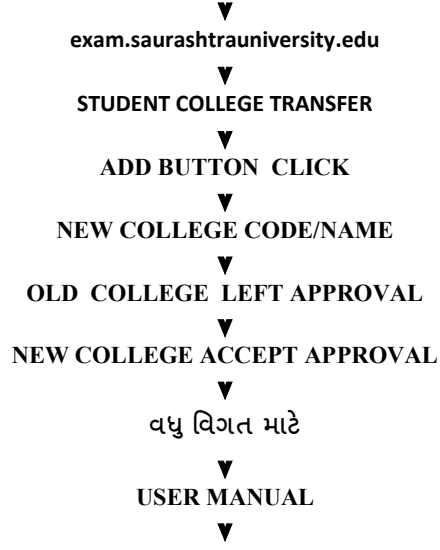 exam.saurashtrauniversity.edu
STUDENT COLLEGE TRANSFER
ADD BUTTON CLICK
NEW COLLEGE CODE/NAME
OLD COLLEGE LEFT APPROVAL
NEW COLLEGE ACCEPT APPROVAL
વધુ વિગત માટે
USER MANUAL